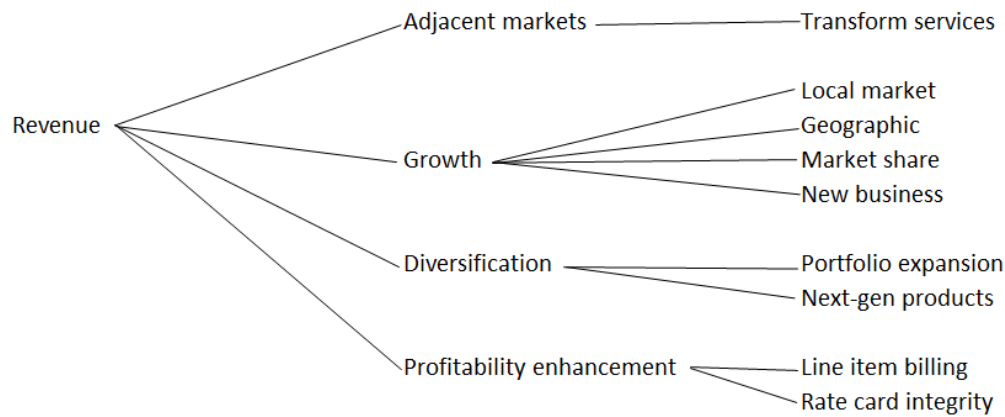 Revenue
Adjacent markets
Transform services
Growth
Local market
Geographic
Market share
New business
Diversification
Portfolio expansion
Next-gen products
Profitability enhancement
Line item billing
Rate card integrity